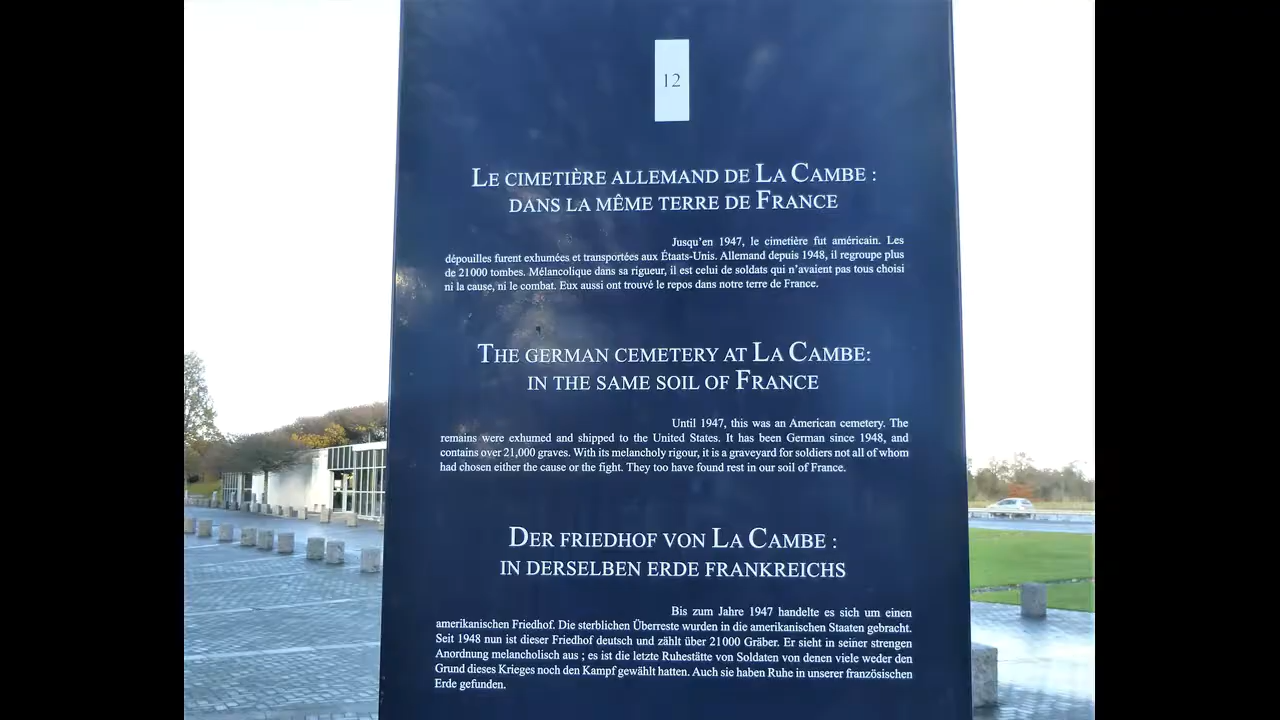 12
LE CIMETIÈRE ALLEMAND DE LA CAMBE :
DANS LA MÊME TERRE DE FRANCE
Jusqu'en 1947, le cimetière fut américain. Les
dépouilles furent exhumées et transportées aux Étaats-Unis. Allemand depuis 1948, il regroupe plus
de 21000 tombes. Mélancolique dans sa rigueur, il est celui de soldats qui n'avaient pas tous choisi
ni la cause, ni le combat. Eux aussi ont trouvé le repos dans notre terre de France.
THE GERMAN CEMETERY AT LA CAMBE:
IN THE SAME SOIL OF FRANCE
Until 1947, this was an American cemetery. The
remains were exhumed and shipped to the United States. It has been German since 1948, and
contains over 21,000 graves. With its melancholy rigour, it is a graveyard for soldiers not all of whom
had chosen either the cause or the fight. They too have found rest in our soil of France.
DER FRIEDHOF VON LA CAMBE :
IN DERSELBEN ERDE FRANKREICHS
Bis zum Jahre 1947 handelte es sich um einen
amerikanischen Friedhof. Die sterblichen Überreste wurden in die amerikanischen Staaten gebracht.
Seit 1948 nun ist dieser Friedhof deutsch und zählt über 21000 Gräber. Er sieht in seiner strengen
Anordnung melancholisch aus ; es ist die letzte Ruhestätte von Soldaten von denen viele weder den
Grund dieses Krieges noch den Kampf gewählt hatten. Auch sie haben Ruhe in unserer französischen
Erde gefunden.